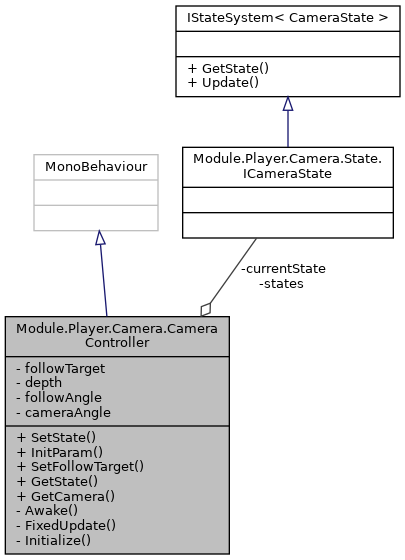 IStateSystem< CameraState >
+ GetState()
+ Update()
MonoBehaviour
Module.Player.Camera.State.
ICameraState
-currentState
-states
Module.Player.Camera.Camera
Controller
- followTarget
- depth
- followAngle
- cameraAngle
+ SetState()
+ InitParam()
+ SetFollowTarget()
+ GetState()
+ GetCamera()
- Awake()
- FixedUpdate()
- Initialize()